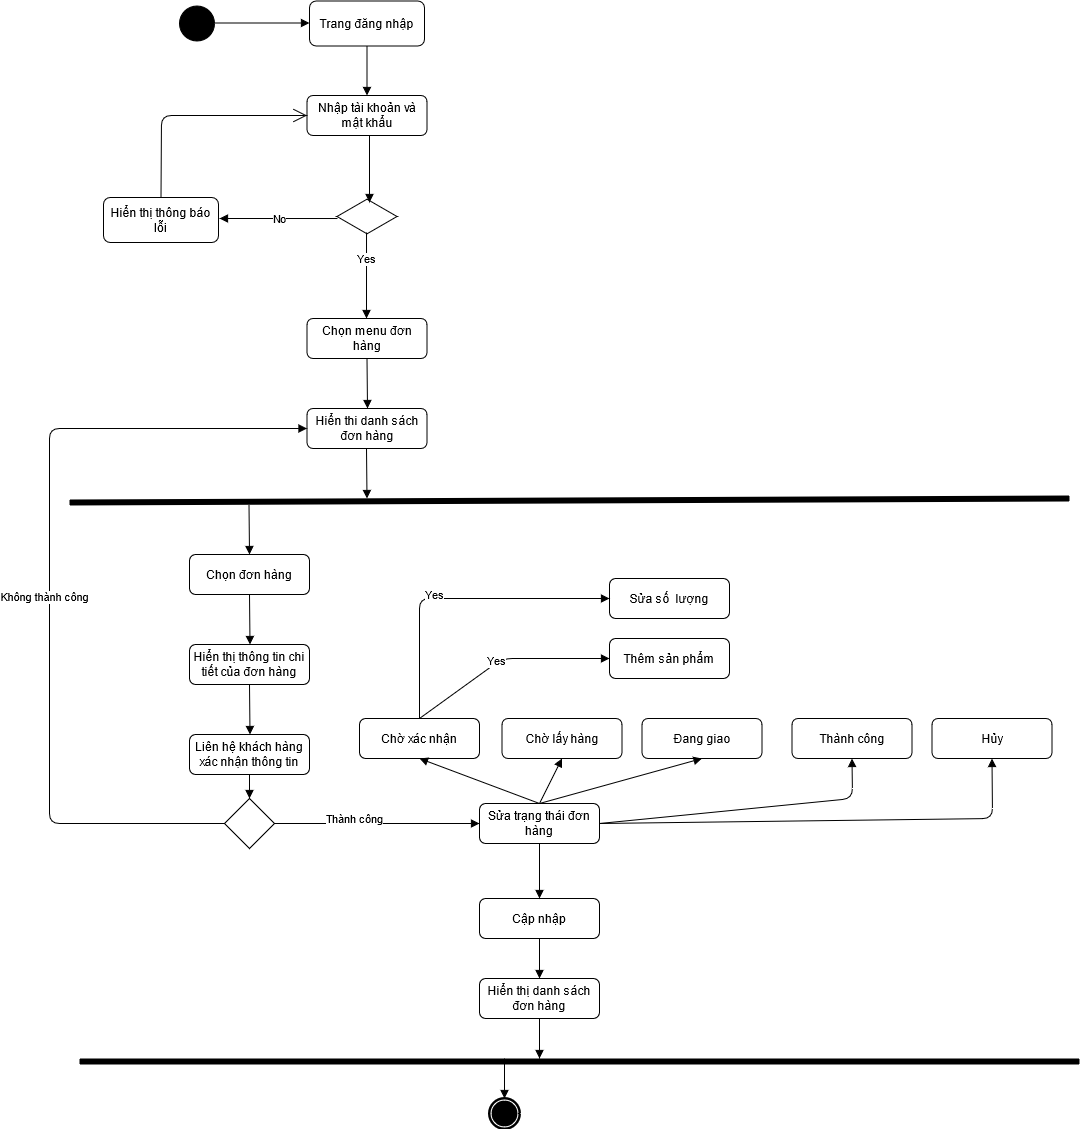 Trang đăng nhập
Nhập tài khoản và
mật khẩu
Hiển thị thông báo
lỗi
No
Yes
Chọn menu đơn
hàng
Hiển thi danh sách
đơn hàng
Chọn đơn hàng
Không thành công
Yes
Sửa số lượng
Hiển thị thông tin chi
tiết của đơn hàng
Yes
Thêm sản phẩm
Liên hệ khách hàng
xác nhận thông tin
Chờ xác nhận
Chờ lấy hàng
Đang giao
Thành công
Hủy
Thành công
Sửa trạng thái đơn
hàng
Cập nhập
Hiển thị danh sách
đơn hàng